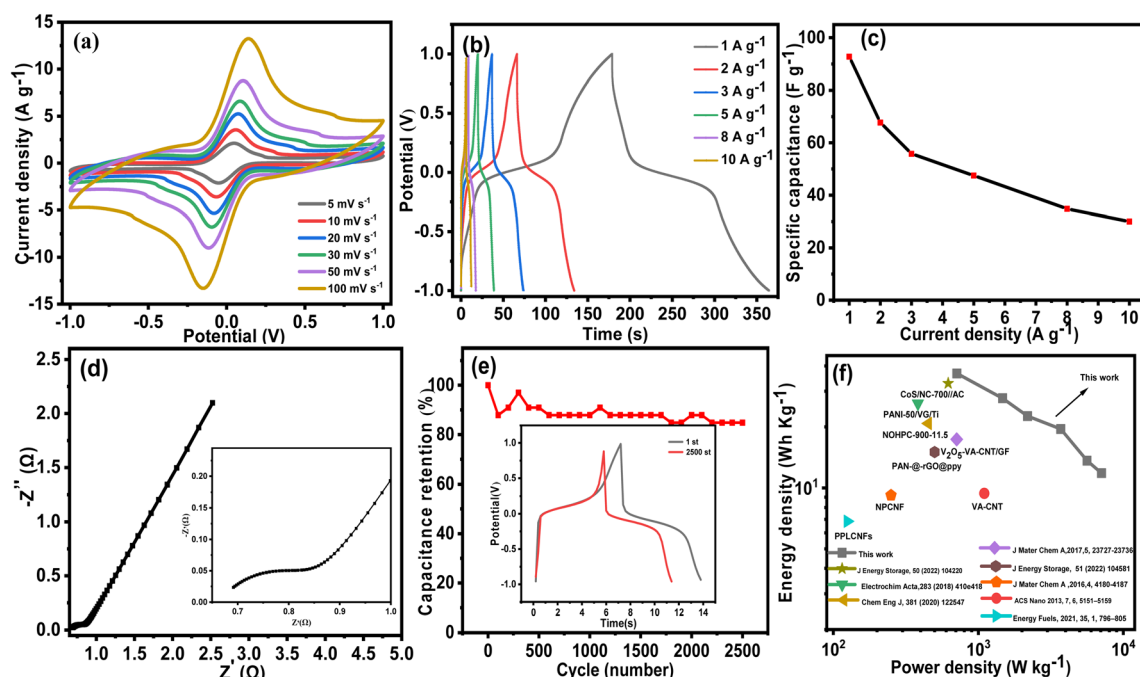 (a)
Current density (A g-1)
15
10
5
0
-5
-10
-15
5 mV s-1
10 mV s-1
20 mV s-1
30 mV s-1
50 mV s-1
100 mV s-1
-1.0 -0.5 0.0 0.5 1.0
Potential (V)
(b)
Potential (V)
1.0
0.5
0.0
-0.5
-1.0
1 A g-1
2 A g-1
3 A g-1
5 A g-1
8 A g-1
10 A g-1
0 50 100 150 200 250 300 350
Time (s)
(c)
Specific capacitance (F g-1)
100
80
60
40
20
0
1 2 3 4 5 6 7 8 9 10
Current density (A g-1)
(d)
-Z″ (Ω)
2.5
2.0
1.5
1.0
0.5
0.0
-Z″(Ω)
0.20
0.15
0.10
0.05
0.00
0.7 0.8 0.9 1.0
Z′(Ω)
1.0 1.5 2.0 2.5 3.0 3.5 4.0 4.5 5.0
Z′ (Ω)
(e)
Capacitance retention (%)
120
100
80
60
40
20
0
1 st
2500 st
Potential(V)
1.0
0.5
0.0
-0.5
-1.0
0 2 4 6 8 10 12 14
Time(s)
0 500 1000 1500 2000 2500
Cycle (number)
(f)
Energy density (Wh Kg-1)
10¹
This work
CoS/NC-700//AC
PANI-50/VG/Ti
NOHPC-900-11.5
V2O5-VA-CNT/GF
PAN-@-rGO@ppy
NPCNF
VA-CNT
PPLCNFs
This work
J Energy Storage, 50 (2022) 104220
Electrochim Acta,283 (2018) 410e418
Chem Eng J, 381 (2020) 122547
J Mater Chem A,2017,5, 23727-23736
J Energy Storage, 51 (2022) 104581
J Mater Chem A ,2016,4, 4180-4187
ACS Nano 2013, 7, 6, 5151–5159
Energy Fuels, 2021, 35, 1, 796–805
10² 10³ 10⁴
Power density (W kg-1)